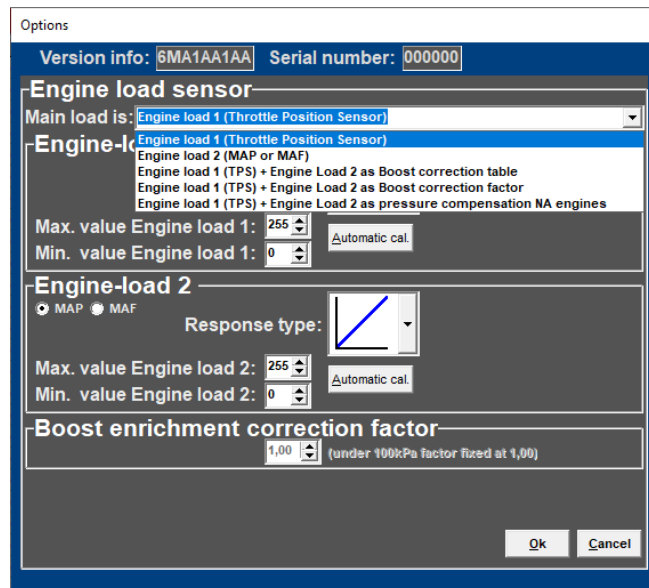 Options
Version info: 6MA1AA1AA Serial number: 000000
Engine load sensor
Main load is: Engine load 1 (Throttle Position Sensor)
Engine load 1 (Throttle Position Sensor)
Engine load 2 (MAP or MAF)
Engine load 1 (TPS) + Engine Load 2 as Boost correction table
Engine load 1 (TPS) + Engine Load 2 as Boost correction factor
Engine load 1 (TPS) + Engine Load 2 as pressure compensation NA engines
Max. value Engine load 1: 255
Automatic cal.
Min. value Engine load 1: 0
Engine-load 2
MAP MAF
Response type:
Max. value Engine load 2: 255
Automatic cal.
Min. value Engine load 2: 0
Boost enrichment correction factor
1,00 (under 100kPa factor fixed at 1,00)
Ok Cancel